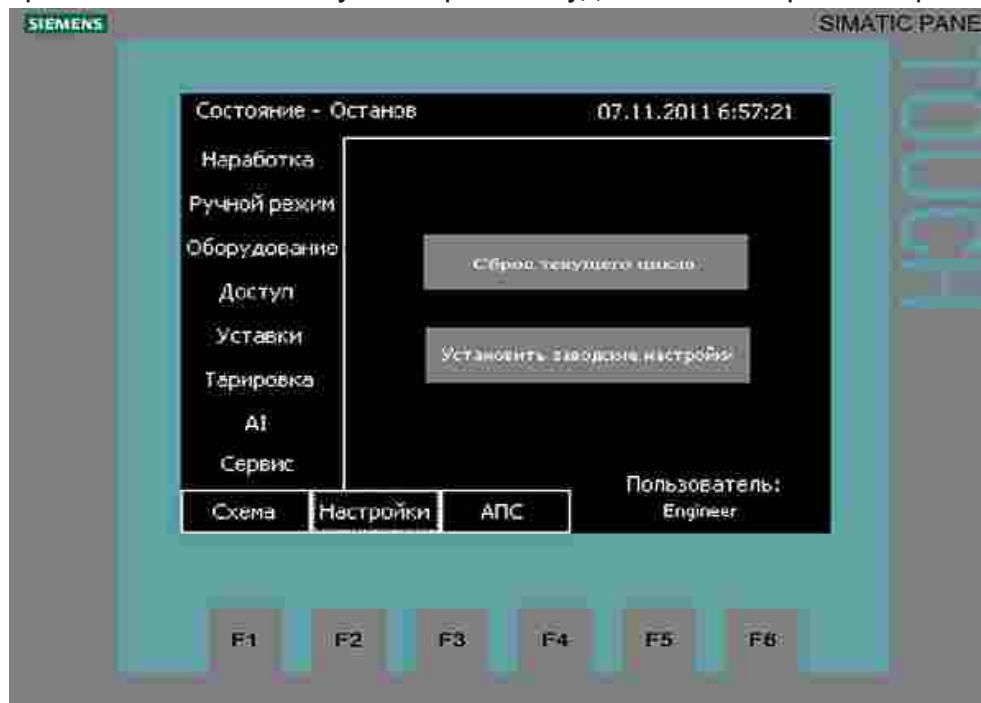 SIEMENS
SIMATIC PANE
TOUCH
Состояние - Останов
07.11.2011 6:57:21
Наработка
Ручной режим
Оборудование
Доступ
Уставки
Тарировка
AI
Сервис
Сброс текущего цикла
Установить заводские настройки
Пользователь:
Engineer
Схема
Настройки
АПС
F1
F2
F3
F4
F5
F6